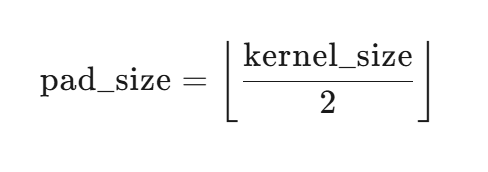 pad_size = ⌊ kernel_size / 2 ⌋